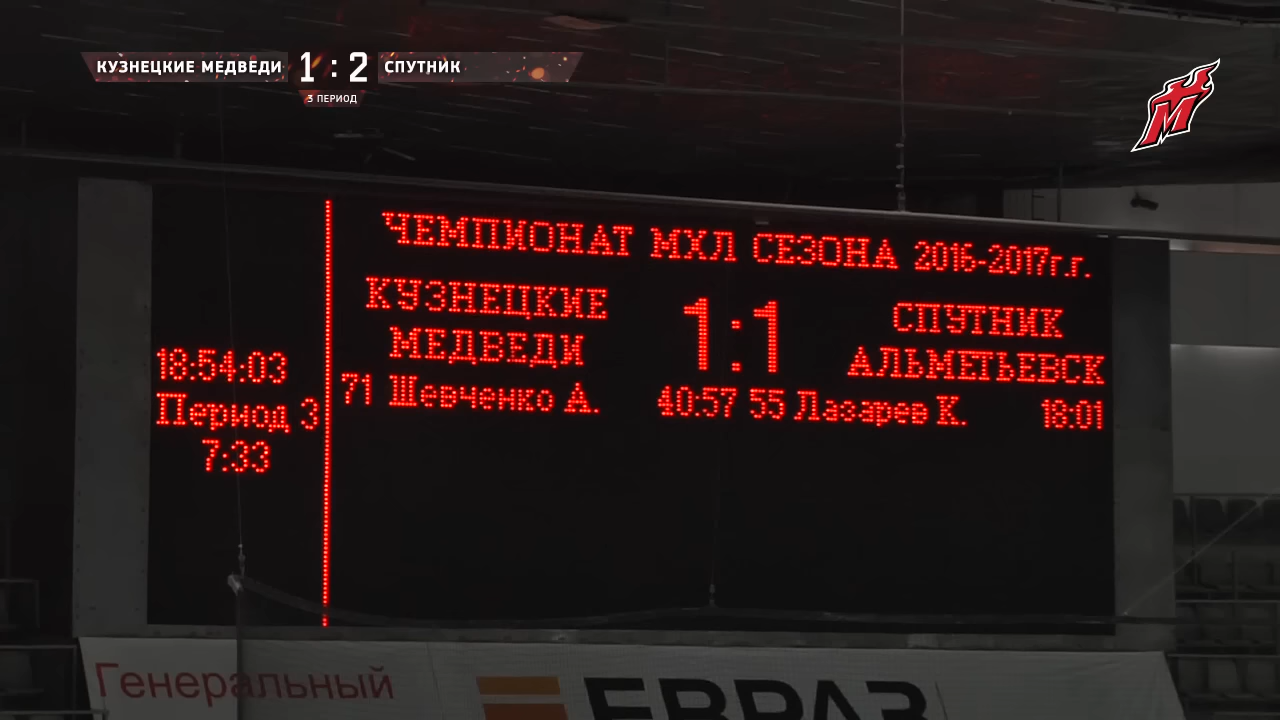 КУЗНЕЦКИЕ МЕДВЕДИ 1 : 2 СПУТНИК
3 ПЕРИОД
М
ЧЕМПИОНАТ МХЛ СЕЗОНА 2016-2017г.г.
КУЗНЕЦКИЕ МЕДВЕДИ
1:1
СПУТНИК АЛЬМЕТЬЕВСК
18:54:03
Период 3
7:33
71 Шевченко А. 40:57 55 Лазарев К. 18:01
Генеральный
ЕВРАЗ